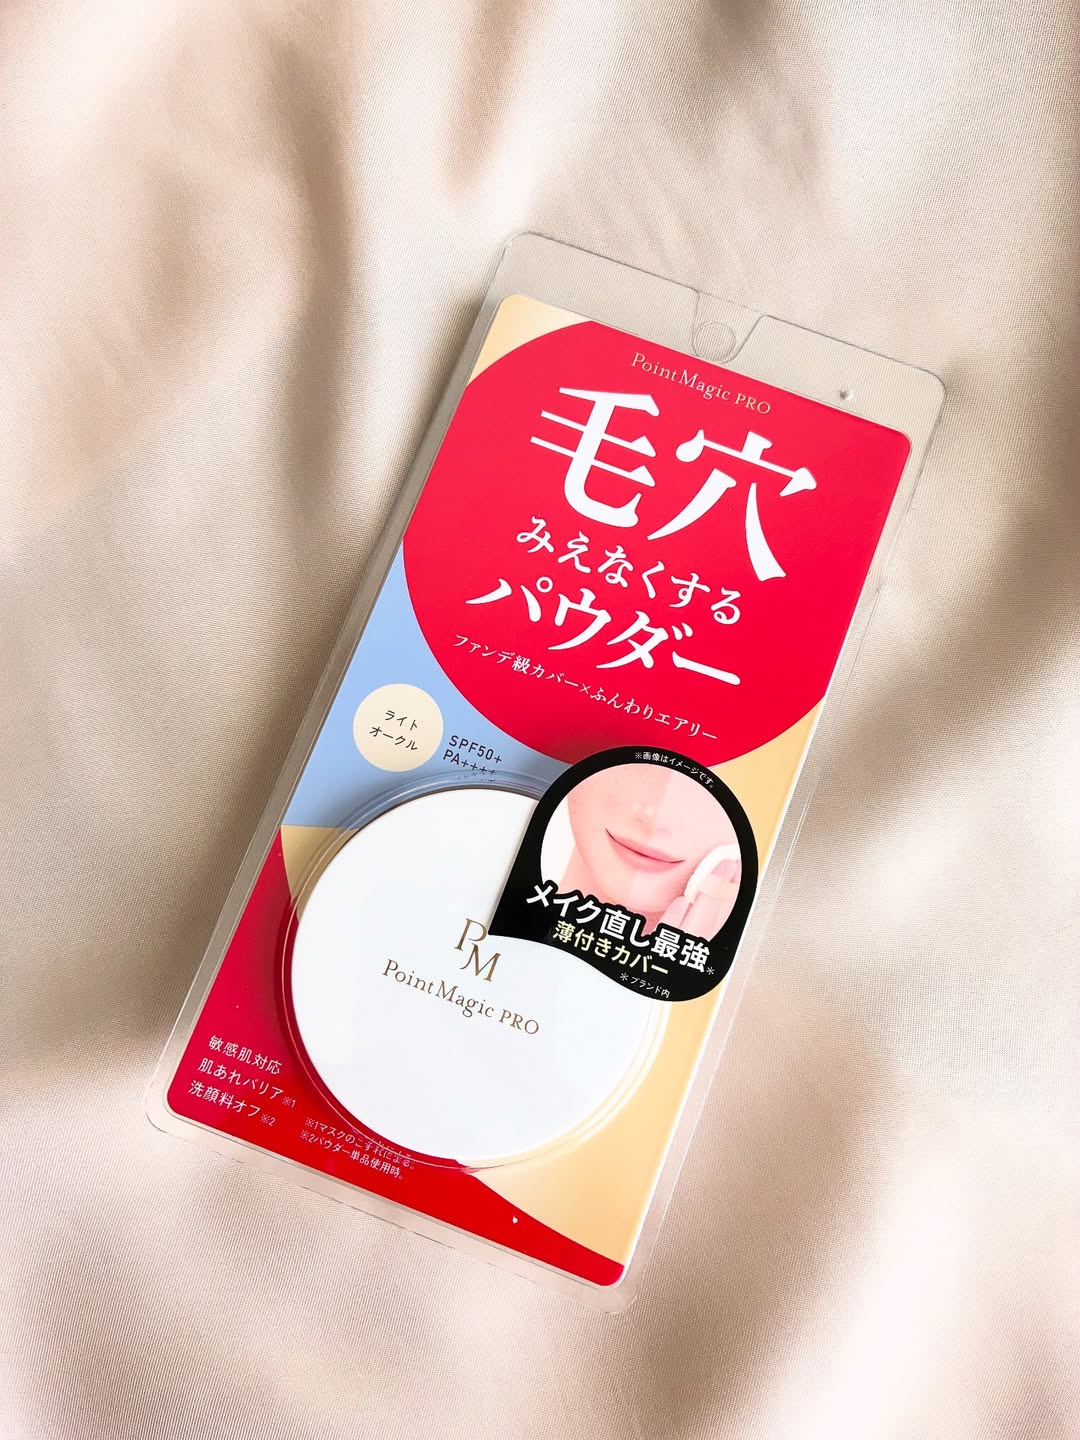 PointMagic PRO
毛穴
みえなくする
パウダー
ファンデ級カバー×ふんわりエアリー
ライト
オークル
SPF50+
PA++++
※画像はイメージです。
メイク直し最強*
薄付きカバー
*ブランド内
PM
PointMagic PRO
敏感肌対応
肌あれバリア※1
洗顔料オフ※2
※1マスクのこすれによる。
※2パウダー単品使用時。